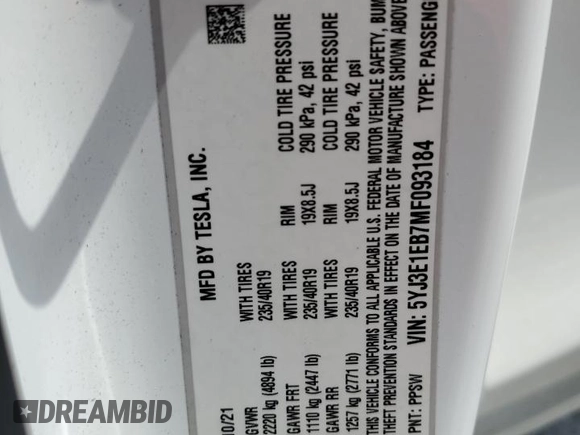 MFD BY TESLA, INC.
10/21
GVWR WITH TIRES RIM COLD TIRE PRESSURE
2220 kg (4894 lb) 235/40R19 19X8.5J 290 kPa, 42 psi
GAWR FRT WITH TIRES RIM COLD TIRE PRESSURE
1110 kg (2447 lb) 235/40R19 19X8.5J 290 kPa, 42 psi
GAWR RR WITH TIRES
1257 kg (2771 lb) 235/40R19
THIS VEHICLE CONFORMS TO ALL APPLICABLE U.S. FEDERAL MOTOR VEHICLE SAFETY,
THEFT PREVENTION STANDARDS IN EFFECT ON THE DATE OF MANUFACTURE SHOWN ABOVE
PNT: PPSW VIN: 5YJ3E1EB7MF093184 TYPE:
DREAMBID